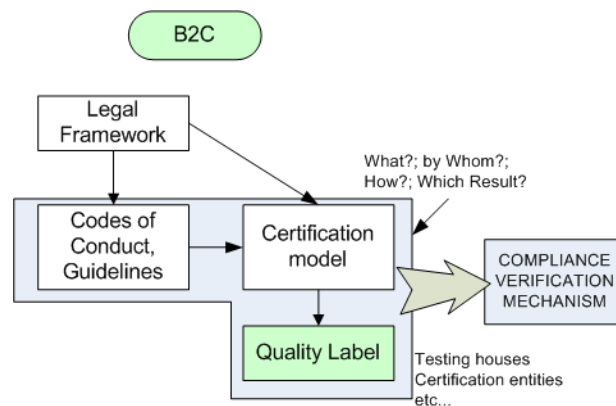 B2C
Legal
Framework
What?; by Whom?;
How?; Which Result?
Codes of
Conduct,
Guidelines
Certification
model
COMPLIANCE
VERIFICATION
MECHANISM
Quality Label
Testing houses
Certification entities
etc...